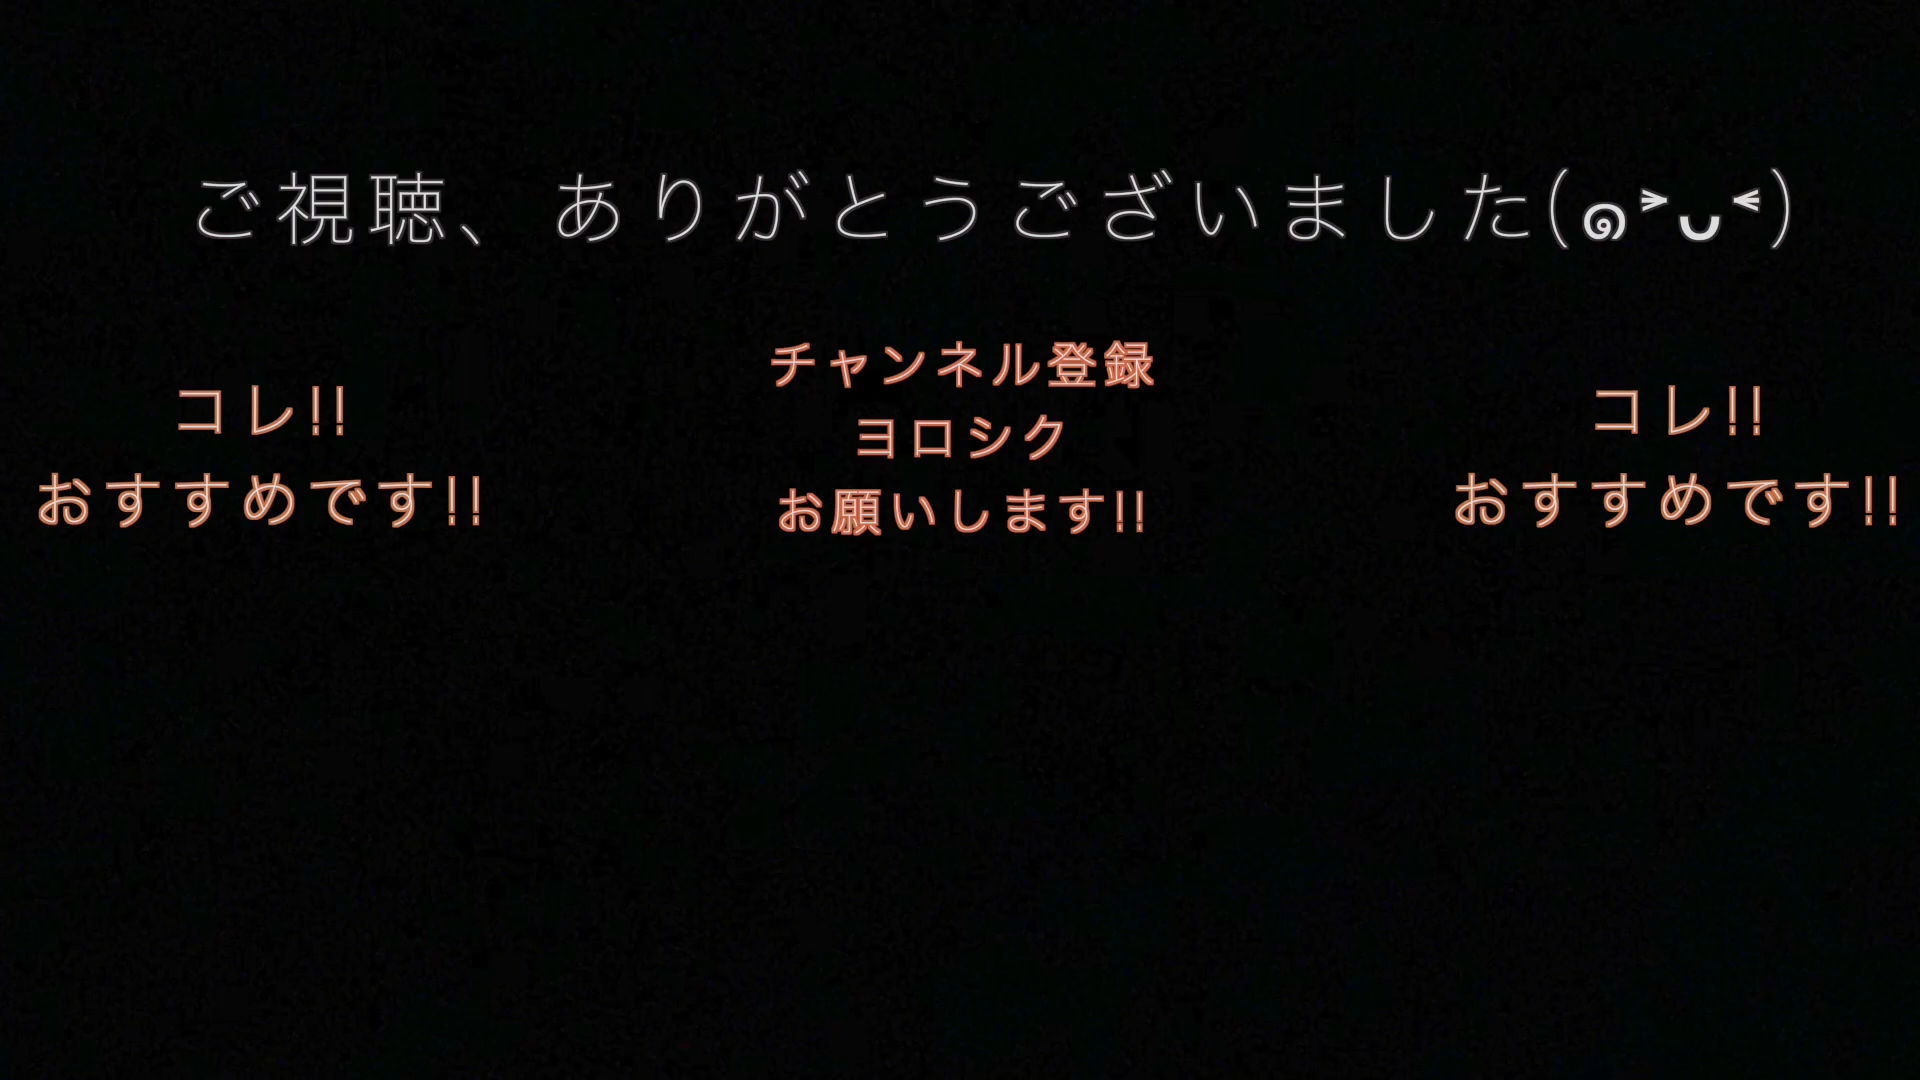 ご視聴、ありがとうございました(๑˃ᴗ˂)
コレ!!
おすすめです!!
チャンネル登録
ヨロシク
お願いします!!
コレ!!
おすすめです!!